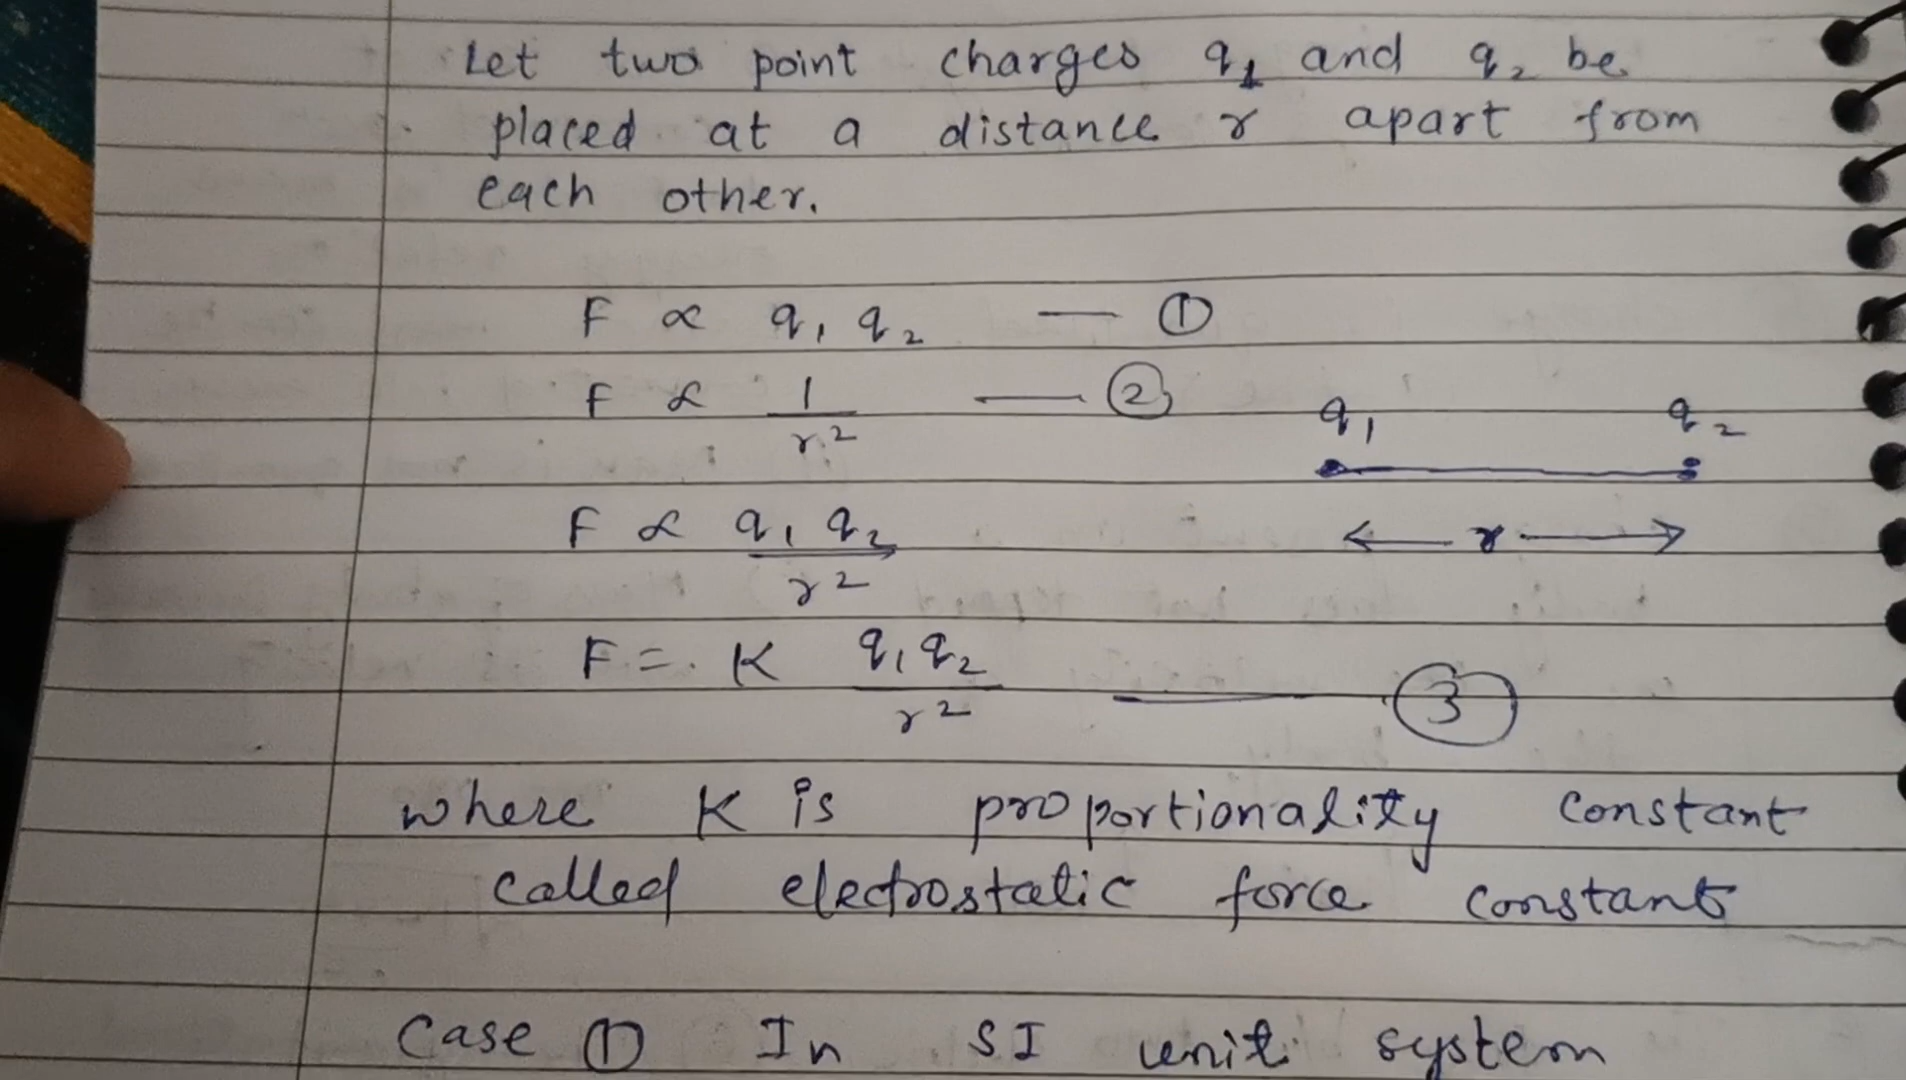 Let two point charges q₁ and q₂ be
placed at a distance r apart from
each other.
F ∝ q₁ q₂ — ①
F ∝ 1/r² — ②
q₁ q₂
F ∝ q₁ q₂/r²
← r →
F = K q₁q₂/r² — ③
where K is proportionality constant
called electrostatic force constant
Case ① In SI unit system